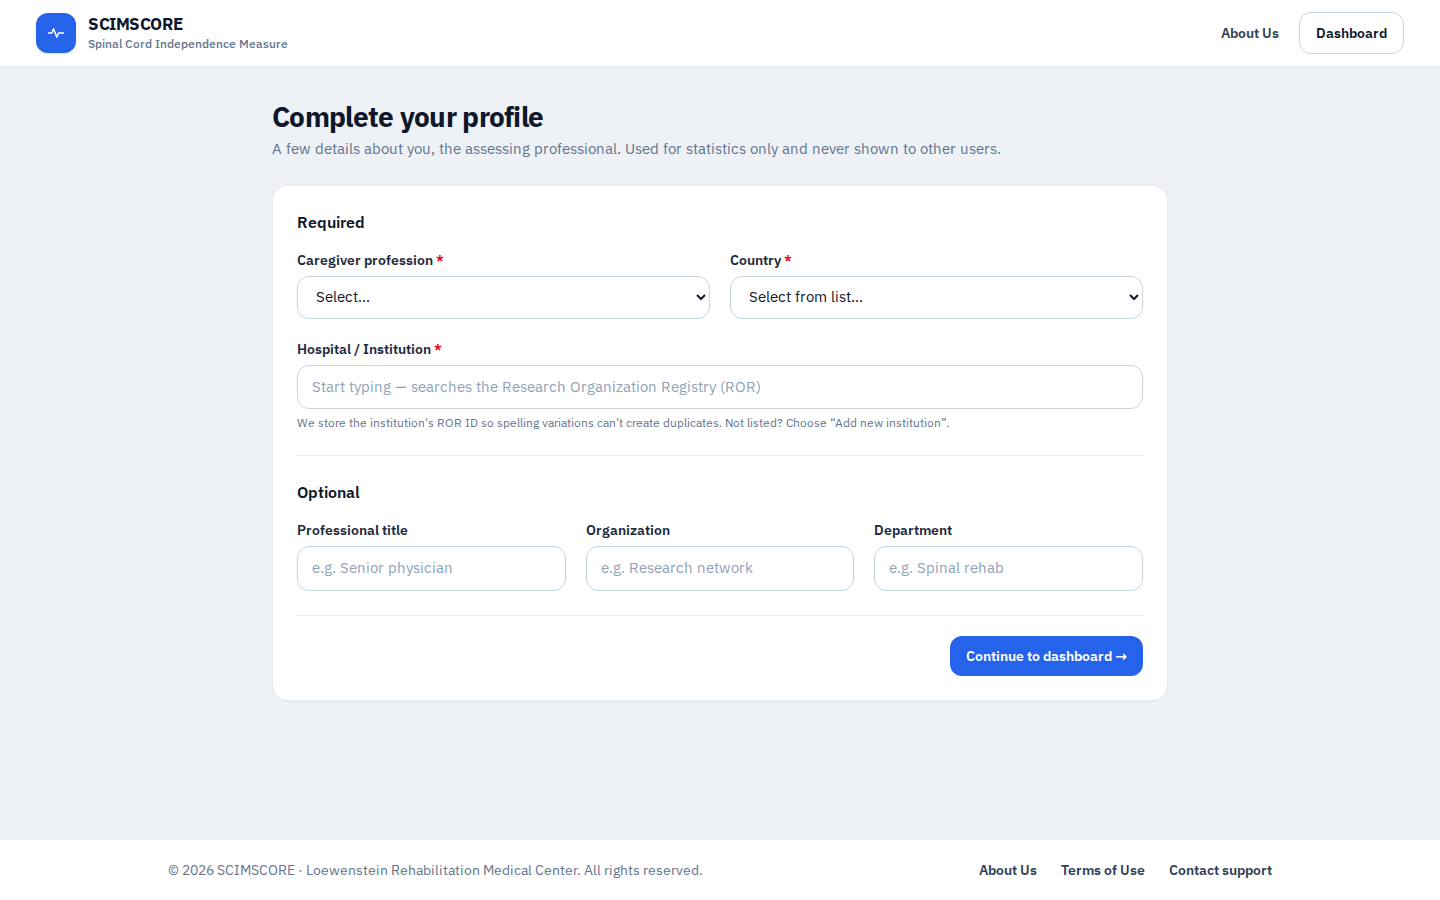 SCIMSCORE
Spinal Cord Independence Measure
About Us
Dashboard
Complete your profile
A few details about you, the assessing professional. Used for statistics only and never shown to other users.
Required
Caregiver profession *
Country *
Select...
Select from list...
Hospital / Institution *
Start typing — searches the Research Organization Registry (ROR)
We store the institution's ROR ID so spelling variations can't create duplicates. Not listed? Choose “Add new institution”.
Optional
Professional title
Organization
Department
e.g. Senior physician
e.g. Research network
e.g. Spinal rehab
Continue to dashboard →
© 2026 SCIMSCORE · Loewenstein Rehabilitation Medical Center. All rights reserved.
About Us
Terms of Use
Contact support